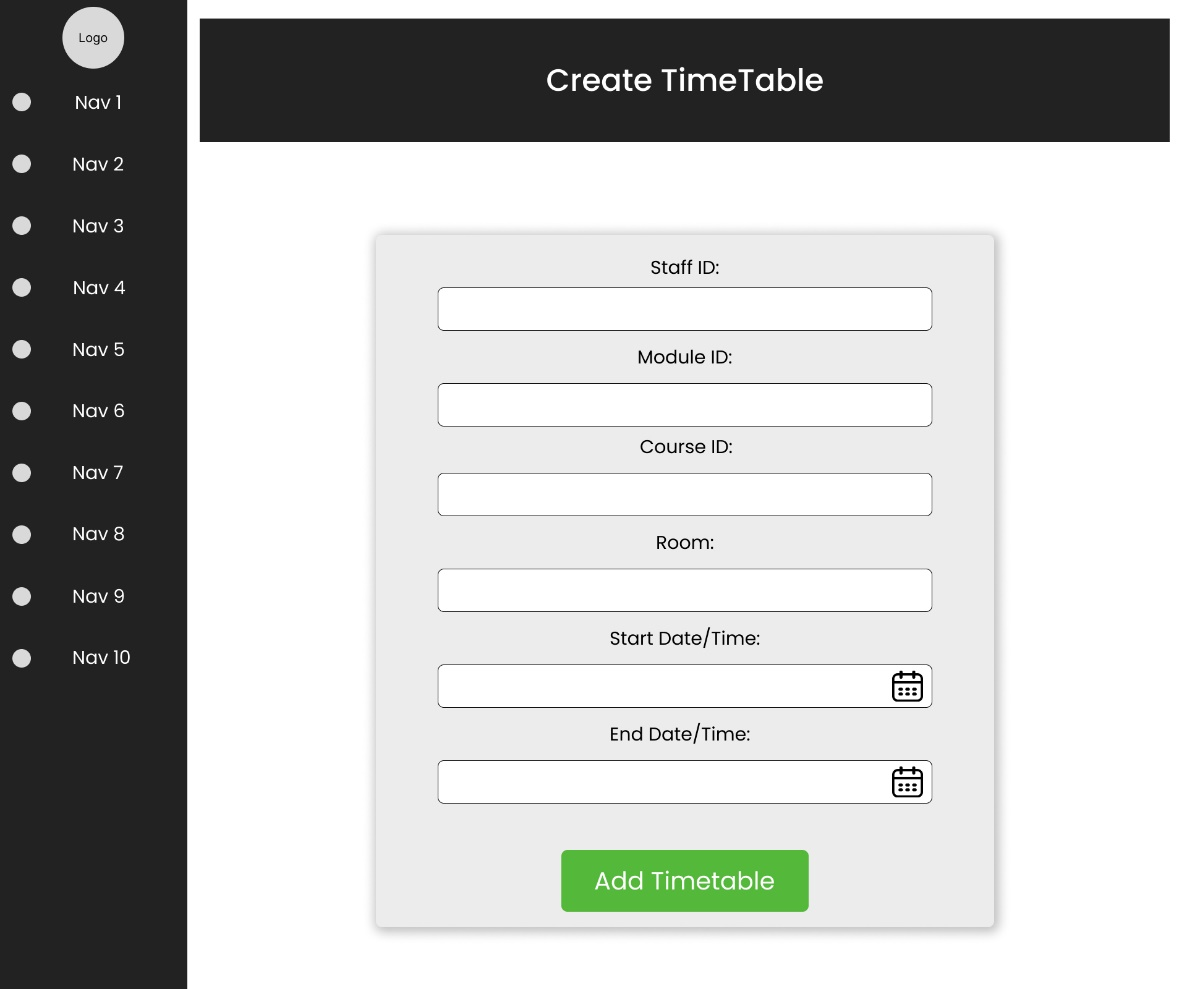 Logo
Nav 1
Nav 2
Nav 3
Nav 4
Nav 5
Nav 6
Nav 7
Nav 8
Nav 9
Nav 10
Create TimeTable
Staff ID:
Module ID:
Course ID:
Room:
Start Date/Time:
End Date/Time:
Add Timetable